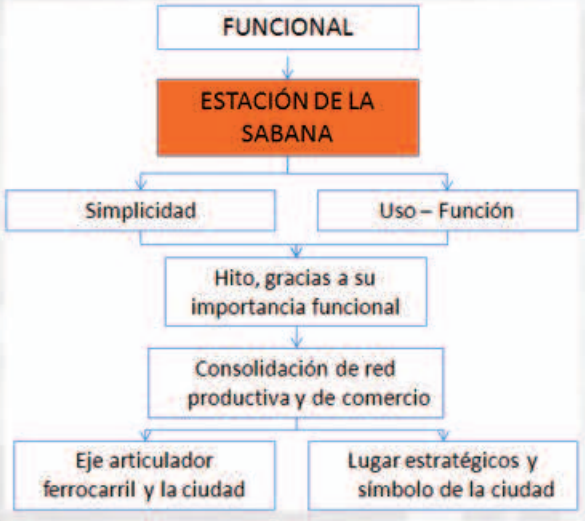 FUNCIONAL
ESTACIÓN DE LA
SABANA
Simplicidad
Uso – Función
Hito, gracias a su
importancia funcional
Consolidación de red
productiva y de comercio
Eje articulador
ferrocarril y la ciudad
Lugar estratégicos y
símbolo de la ciudad